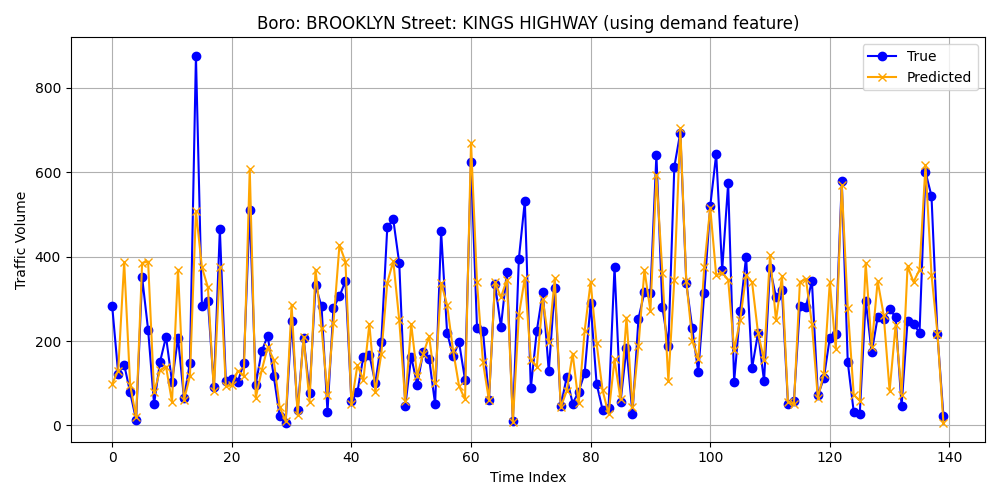 Boro: BROOKLYN Street: KINGS HIGHWAY (using demand feature)
True
Predicted
Traffic Volume
800
600
400
200
0
0 20 40 60 80 100 120 140
Time Index